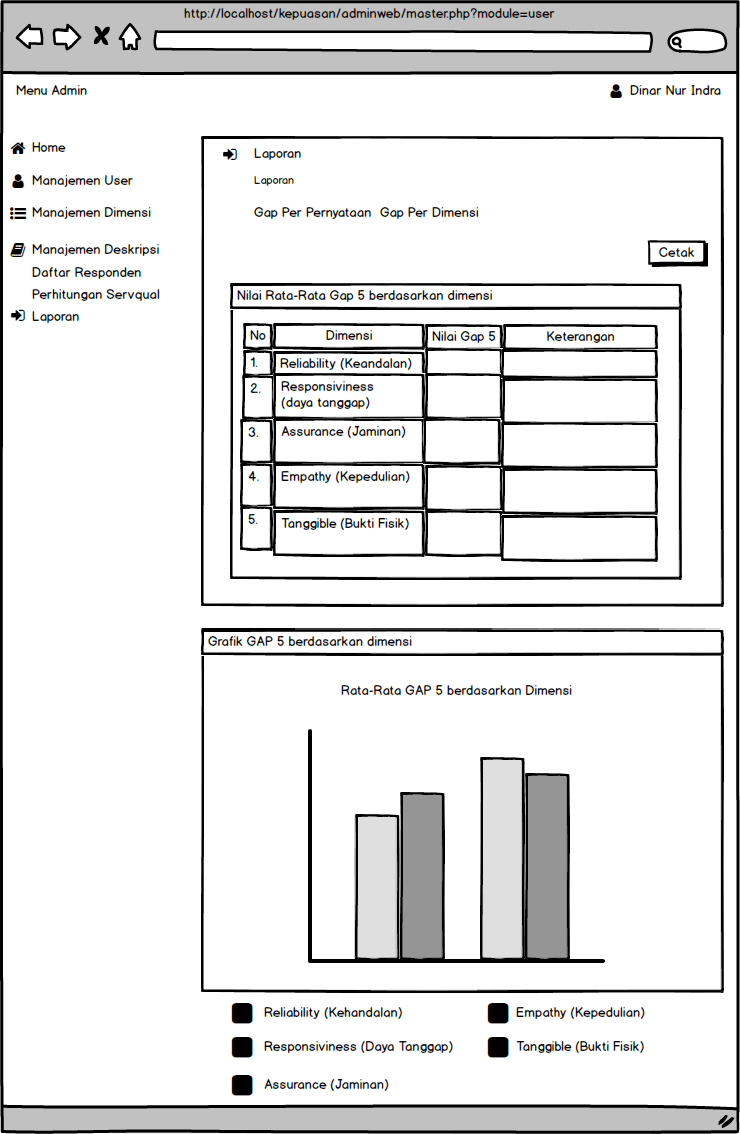 http://localhost/kepuasan/adminweb/master.php?module=user
Menu Admin
Dinar Nur Indra
Home
Manajemen User
Manajemen Dimensi
Manajemen Deskripsi
Daftar Responden
Perhitungan Servqual
Laporan
Laporan
Laporan
Gap Per Pernyataan Gap Per Dimensi
Cetak
Nilai Rata-Rata Gap 5 berdasarkan dimensi
No Dimensi Nilai Gap 5 Keterangan
1. Reliability (Keandalan)
2. Responsiviness
(daya tanggap)
3. Assurance (Jaminan)
4. Empathy (Kepedulian)
5. Tanggible (Bukti Fisik)
Grafik GAP 5 berdasarkan dimensi
Rata-Rata GAP 5 berdasarkan Dimensi
Reliability (Kehandalan)
Empathy (Kepedulian)
Responsiviness (Daya Tanggap)
Tanggible (Bukti Fisik)
Assurance (Jaminan)